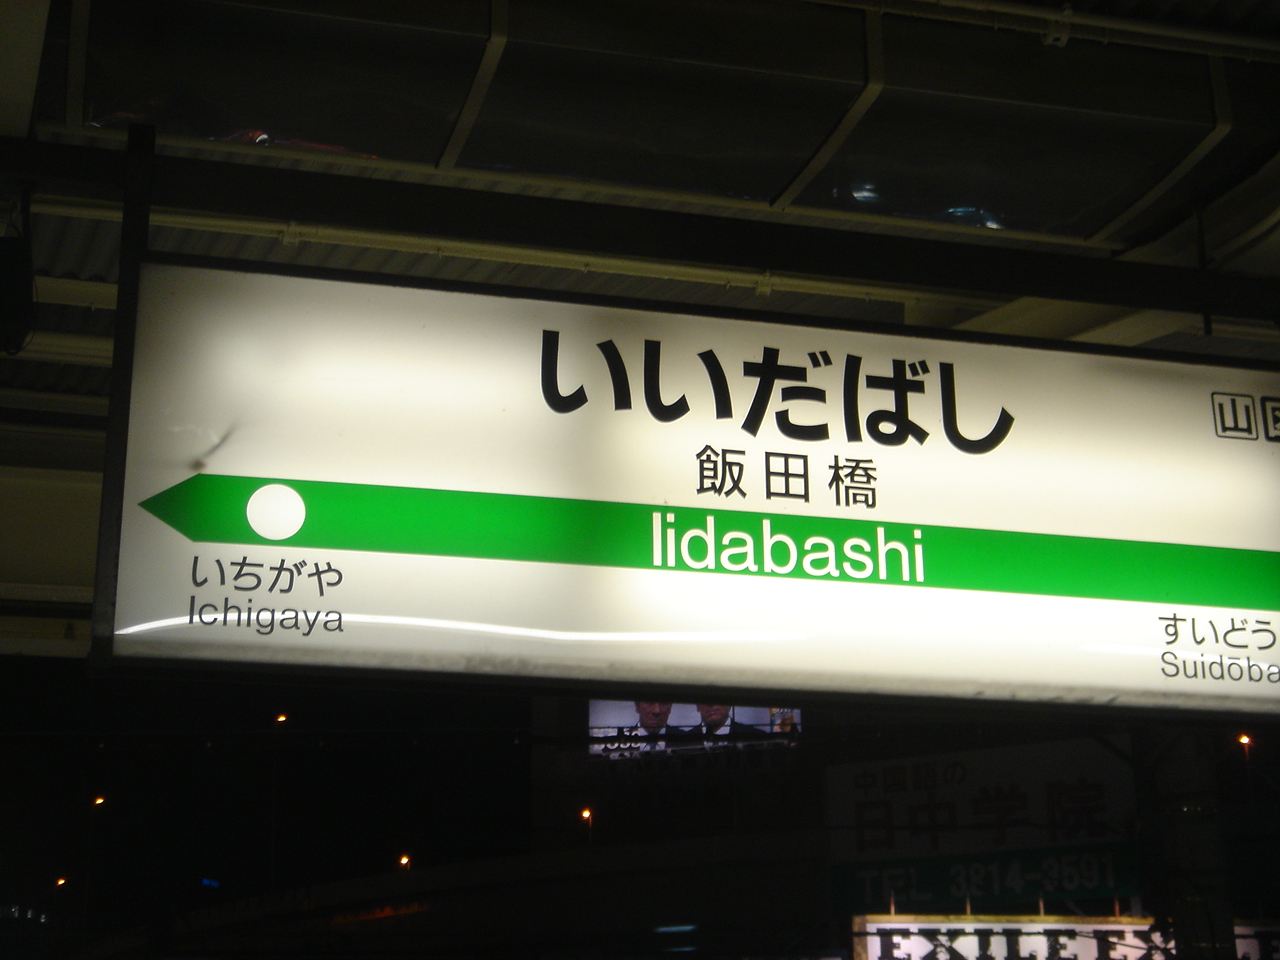 いいだばし
山
飯田橋
Iidabashi
いちがや
Ichigaya
すいどう
Suidōba
中国語の
日中学院
TEL 3814-3591
EXILE EX